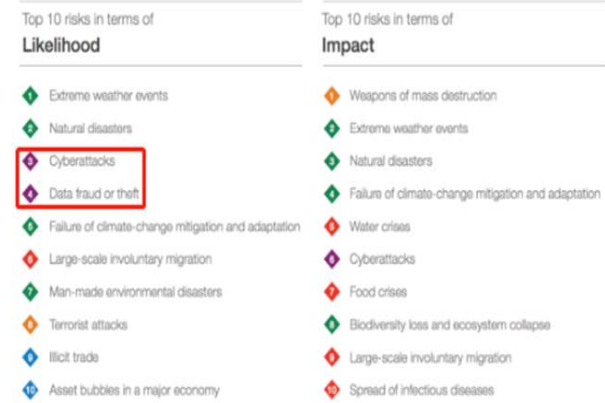 Top 10 risks in terms of
Likelihood
1 Extreme weather events
2 Natural disasters
3 Cyberattacks
4 Data fraud or theft
5 Failure of climate-change mitigation and adaptation
6 Large-scale involuntary migration
7 Man-made environmental disasters
8 Terrorist attacks
9 Illicit trade
10 Asset bubbles in a major economy
Top 10 risks in terms of
Impact
1 Weapons of mass destruction
2 Extreme weather events
3 Natural disasters
4 Failure of climate-change mitigation and adaptation
5 Water crises
6 Cyberattacks
7 Food crises
8 Biodiversity loss and ecosystem collapse
9 Large-scale involuntary migration
10 Spread of infectious diseases